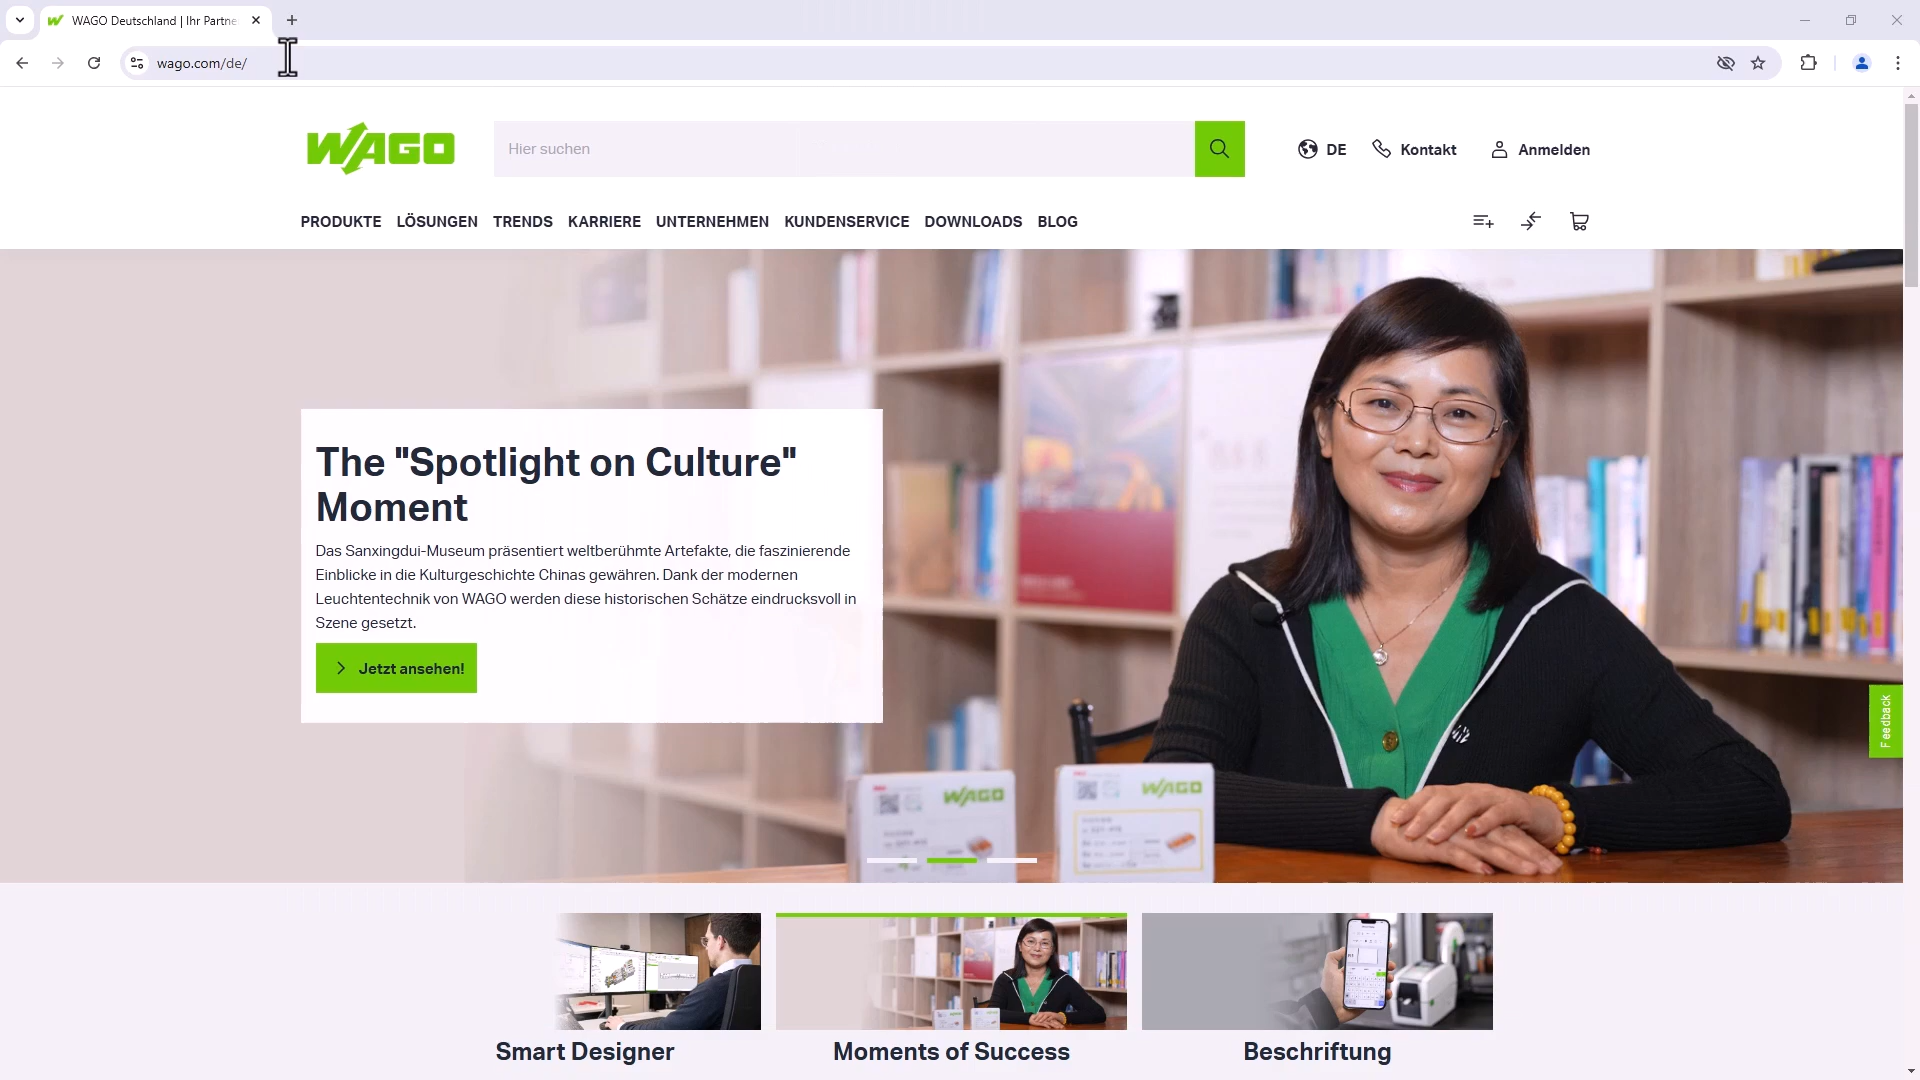 WAGO Deutschland | Ihr Partne
wago.com/de/
WAGO
Hier suchen
DE
Kontakt
Anmelden
PRODUKTE
LÖSUNGEN
TRENDS
KARRIERE
UNTERNEHMEN
KUNDENSERVICE
DOWNLOADS
BLOG
The "Spotlight on Culture"
Moment
Das Sanxingdui-Museum präsentiert weltberühmte Artefakte, die faszinierende
Einblicke in die Kulturgeschichte Chinas gewähren. Dank der modernen
Leuchtentechnik von WAGO werden diese historischen Schätze eindrucksvoll in
Szene gesetzt.
Jetzt ansehen!
Feedback
WAGO
WAGO
Smart Designer
Moments of Success
Beschriftung